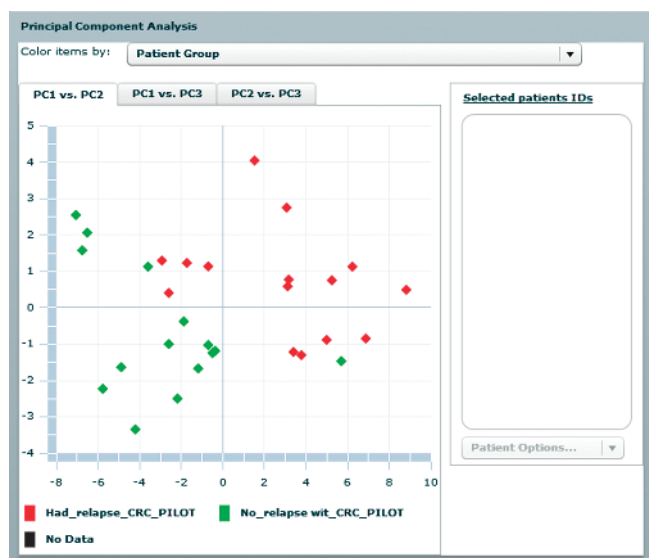 Principal Component Analysis
Color items by: Patient Group
PC1 vs. PC2 PC1 vs. PC3 PC2 vs. PC3
Selected patients IDs
5
4
3
2
1
0
-1
-2
-3
-4
-8 -6 -4 -2 0 2 4 6 8 10
Patient Options...
Had_relapse_CRC_PILOT No_relapse wit_CRC_PILOT
No Data